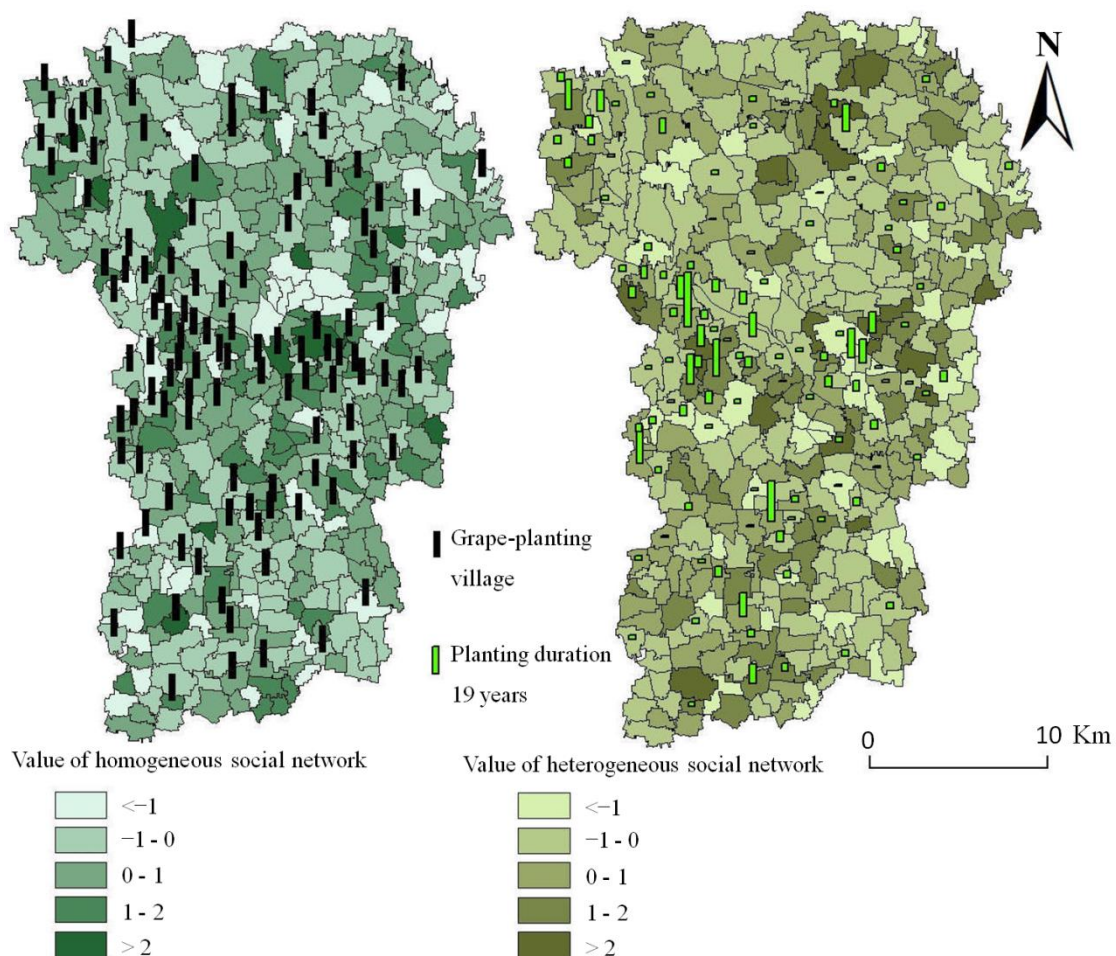 N
Grape-planting
village
Planting duration
19 years
0 10 Km
Value of homogeneous social network
<−1
−1 - 0
0 - 1
1 - 2
> 2
Value of heterogeneous social network
<−1
−1 - 0
0 - 1
1 - 2
> 2